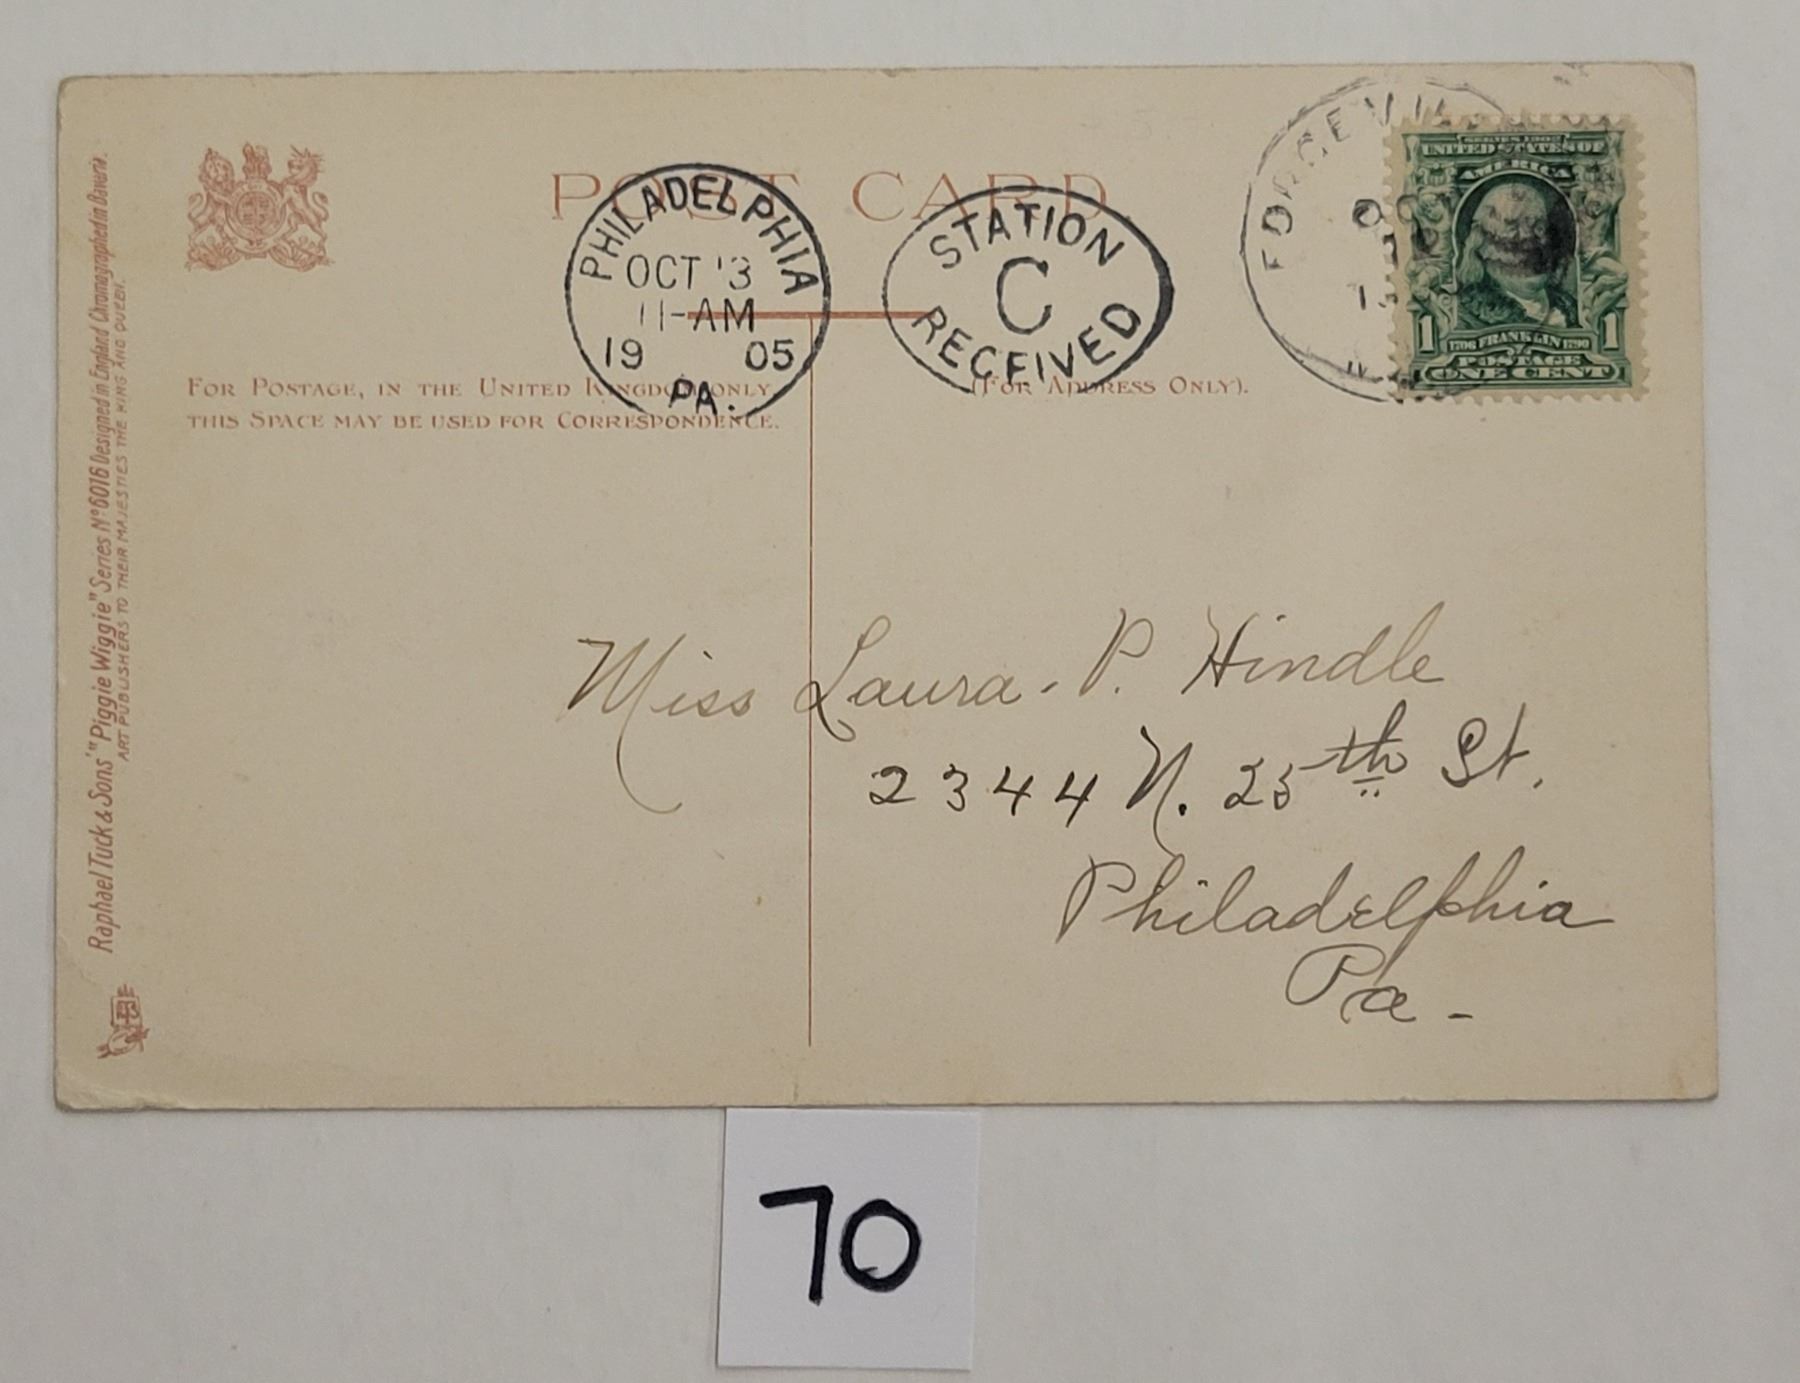 POST CARD.
PHILADELPHIA
OCT 13
11-AM
19 05
PA.
STATION
C
RECEIVED
SERIES 1902
UNITED STATES OF
AMERICA
1 1706 FRANKLIN 1790 1
POSTAGE
ONE CENT
FOR POSTAGE, IN THE UNITED KINGDOM ONLY,
THIS SPACE MAY BE USED FOR CORRESPONDENCE.
(FOR ADDRESS ONLY).
Raphael Tuck & Sons' "Piggie Wiggie" Series Nº 6016 Designed in England Chromographed in Bavaria.
ART PUBLISHERS TO THEIR MAJESTIES THE KING AND QUEEN.
Miss Laura. P. Hindle
2344 N. 25th St.
Philadelphia
Pa-
70